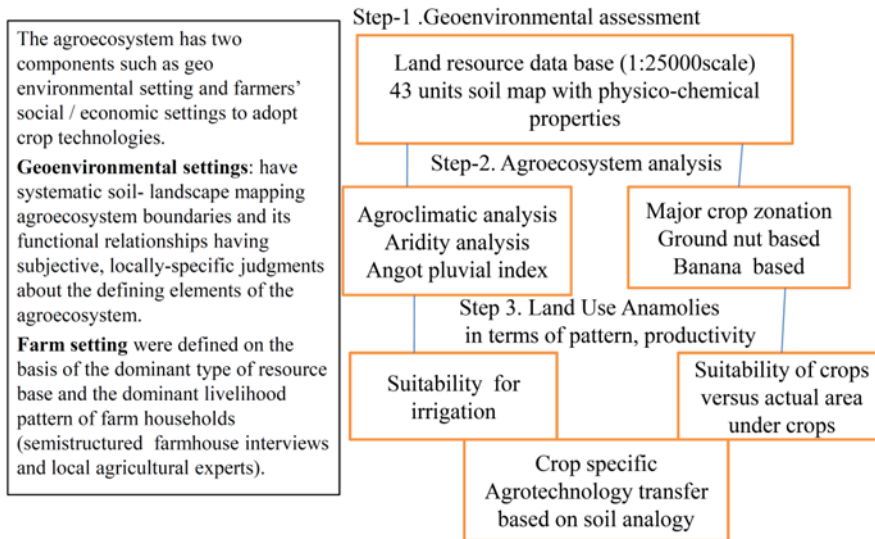 The agroecosystem has two
components such as geo
environmental setting and farmers'
social / economic settings to adopt
crop technologies.
Geoenvironmental settings: have
systematic soil- landscape mapping
agroecosystem boundaries and its
functional relationships having
subjective, locally-specific judgments
about the defining elements of the
agroecosystem.
Farm setting were defined on the
basis of the dominant type of resource
base and the dominant livelihood
pattern of farm households
(semistructured farmhouse interviews
and local agricultural experts).
Step-1 .Geoenvironmental assessment
Land resource data base (1:25000scale)
43 units soil map with physico-chemical
properties
Step-2. Agroecosystem analysis
Agroclimatic analysis
Aridity analysis
Angot pluvial index
Major crop zonation
Ground nut based
Banana based
Step 3. Land Use Anamolies
in terms of pattern, productivity
Suitability for
irrigation
Suitability of crops
versus actual area
under crops
Crop specific
Agrotechnology transfer
based on soil analogy